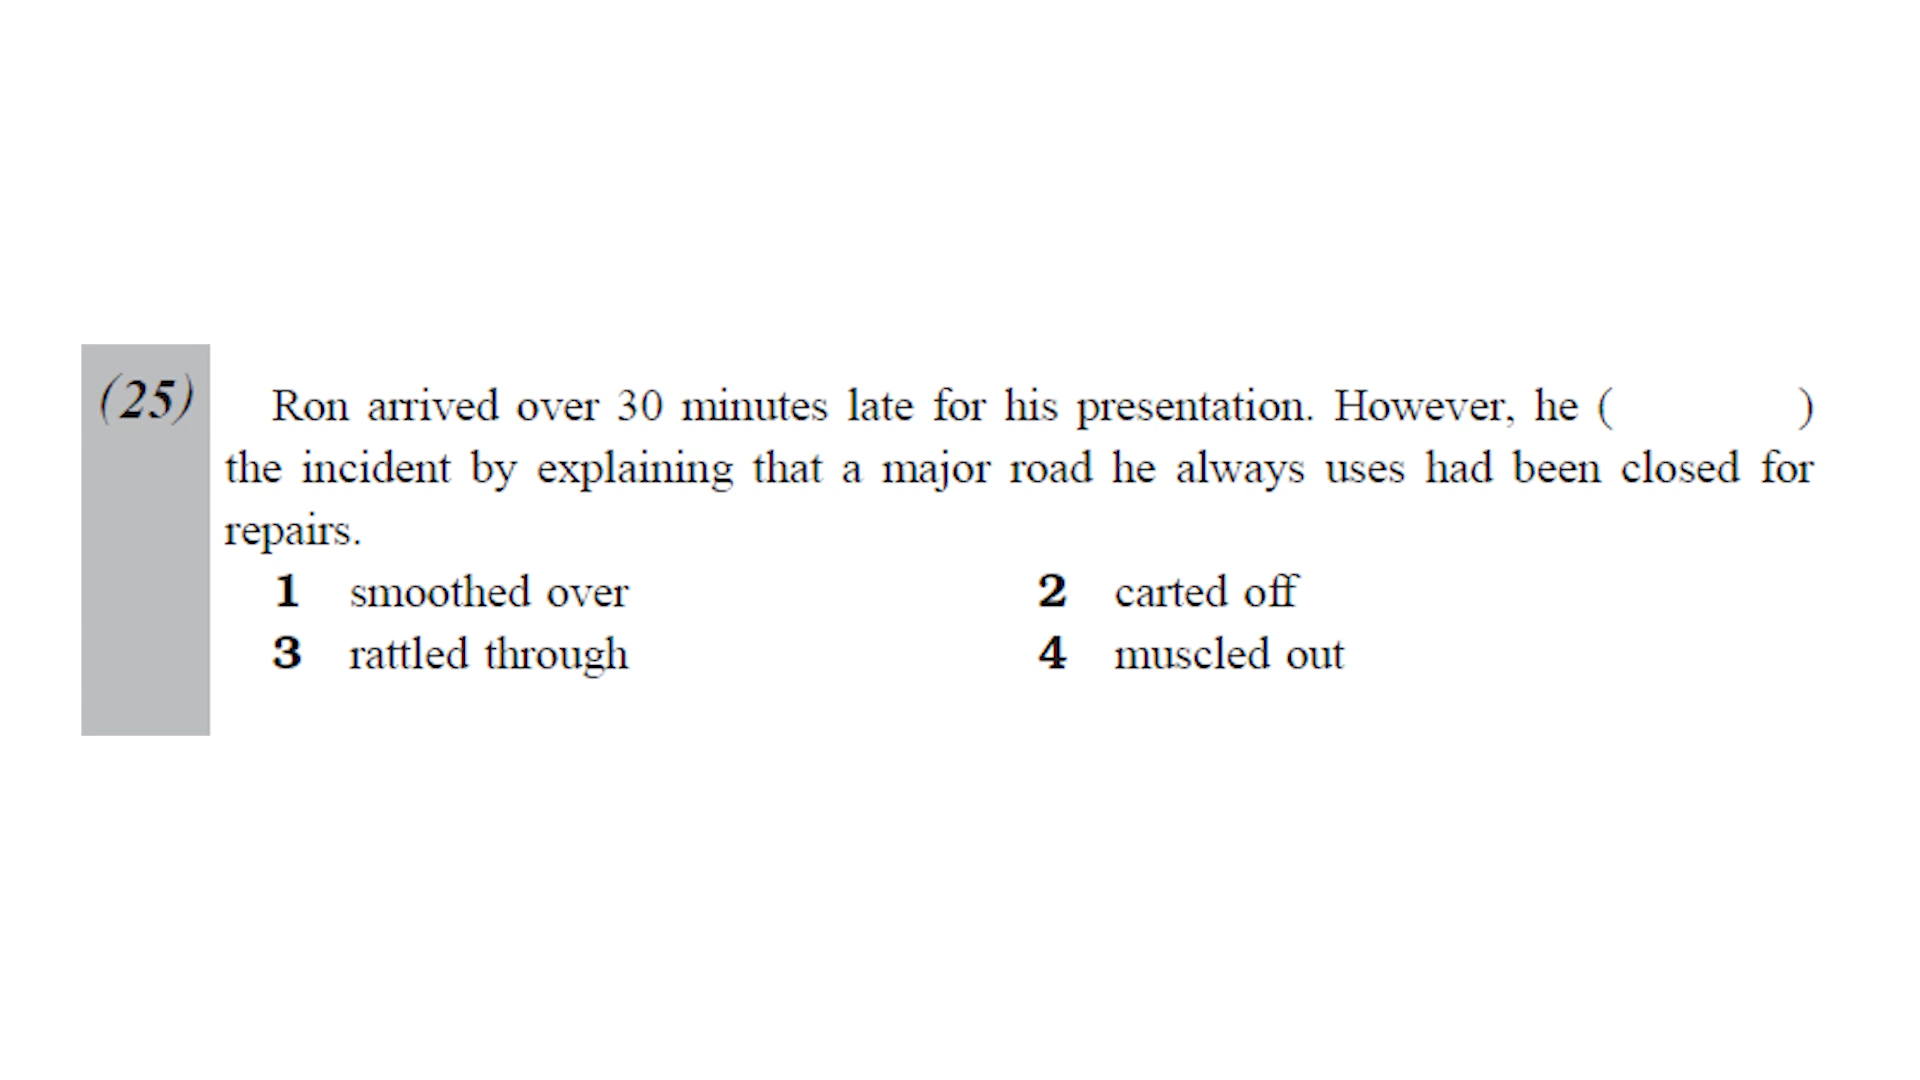 (25) Ron arrived over 30 minutes late for his presentation. However, he ( )
the incident by explaining that a major road he always uses had been closed for
repairs.
1 smoothed over 2 carted off
3 rattled through 4 muscled out